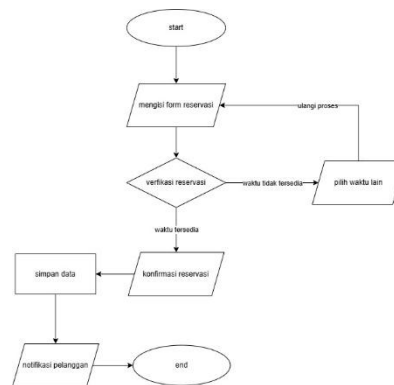 start
mengisi form reservasi
ulangi proses
verfikasi reservasi
waktu tidak tersedia
pilih waktu lain
waktu tersedia
simpan data
konfirmasi reservasi
notifikasi pelanggan
end